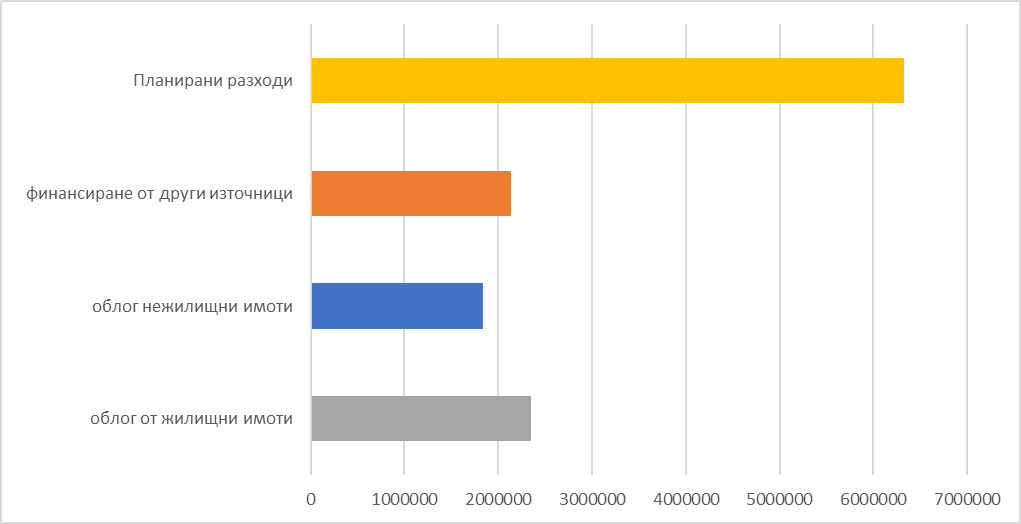 Планирани разходи
финансиране от други източници
облог нежилищни имоти
облог от жилищни имоти
0 1000000 2000000 3000000 4000000 5000000 6000000 7000000